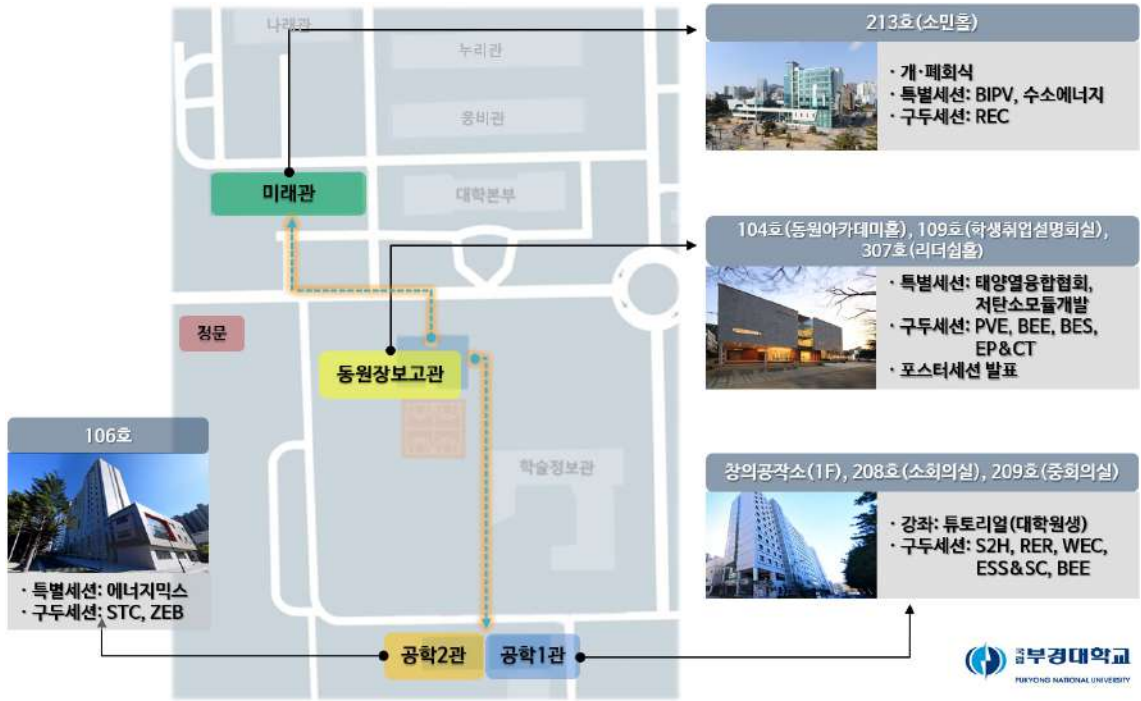 213호(소민홀)
· 개·폐회식
· 특별세션: BIPV, 수소에너지
· 구두세션: REC
나래관
누리관
웅비관
미래관
대학본부
104호(동원아카데미홀), 109호(학생취업설명회실),
307호(리더쉽홀)
· 특별세션: 태양열융합협회,
저탄소모듈개발
· 구두세션: PVE, BEE, BES,
EP&CT
· 포스터세션 발표
정문
동원장보고관
106호
· 특별세션: 에너지믹스
· 구두세션: STC, ZEB
학술정보관
창의공작소(1F), 208호(소회의실), 209호(중회의실)
· 강좌: 튜토리얼(대학원생)
· 구두세션: S2H, RER, WEC,
ESS&SC, BEE
공학2관
공학1관
국립부경대학교
PUKYONG NATIONAL UNIVERSITY